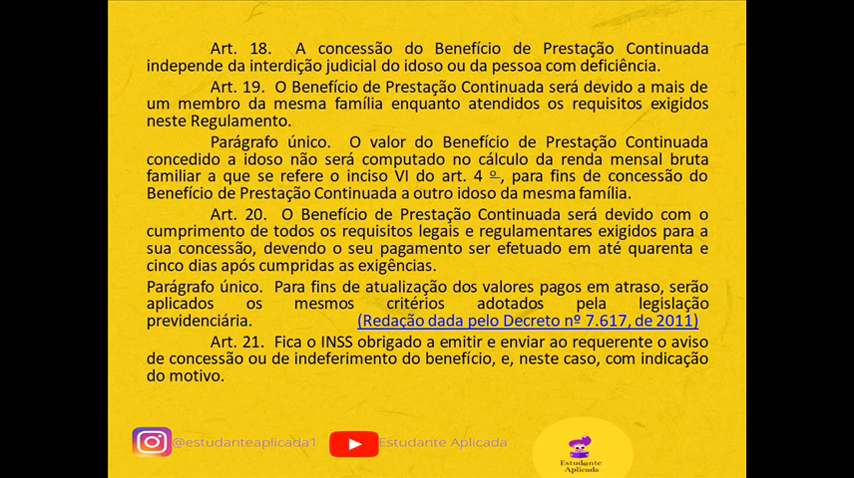 Art. 18. A concessão do Benefício de Prestação Continuada
independe da interdição judicial do idoso ou da pessoa com deficiência.
Art. 19. O Benefício de Prestação Continuada será devido a mais de
um membro da mesma família enquanto atendidos os requisitos exigidos
neste Regulamento.
Parágrafo único. O valor do Benefício de Prestação Continuada
concedido a idoso não será computado no cálculo da renda mensal bruta
familiar a que se refere o inciso VI do art. 4 º, para fins de concessão do
Benefício de Prestação Continuada a outro idoso da mesma família.
Art. 20. O Benefício de Prestação Continuada será devido com o
cumprimento de todos os requisitos legais e regulamentares exigidos para a
sua concessão, devendo o seu pagamento ser efetuado em até quarenta e
cinco dias após cumpridas as exigências.
Parágrafo único. Para fins de atualização dos valores pagos em atraso, serão
aplicados os mesmos critérios adotados pela legislação
previdenciária. (Redação dada pelo Decreto nº 7.617, de 2011)
Art. 21. Fica o INSS obrigado a emitir e enviar ao requerente o aviso
de concessão ou de indeferimento do benefício, e, neste caso, com indicação
do motivo.
@estudanteaplicada1 Estudante Aplicada
Estudante
Aplicada